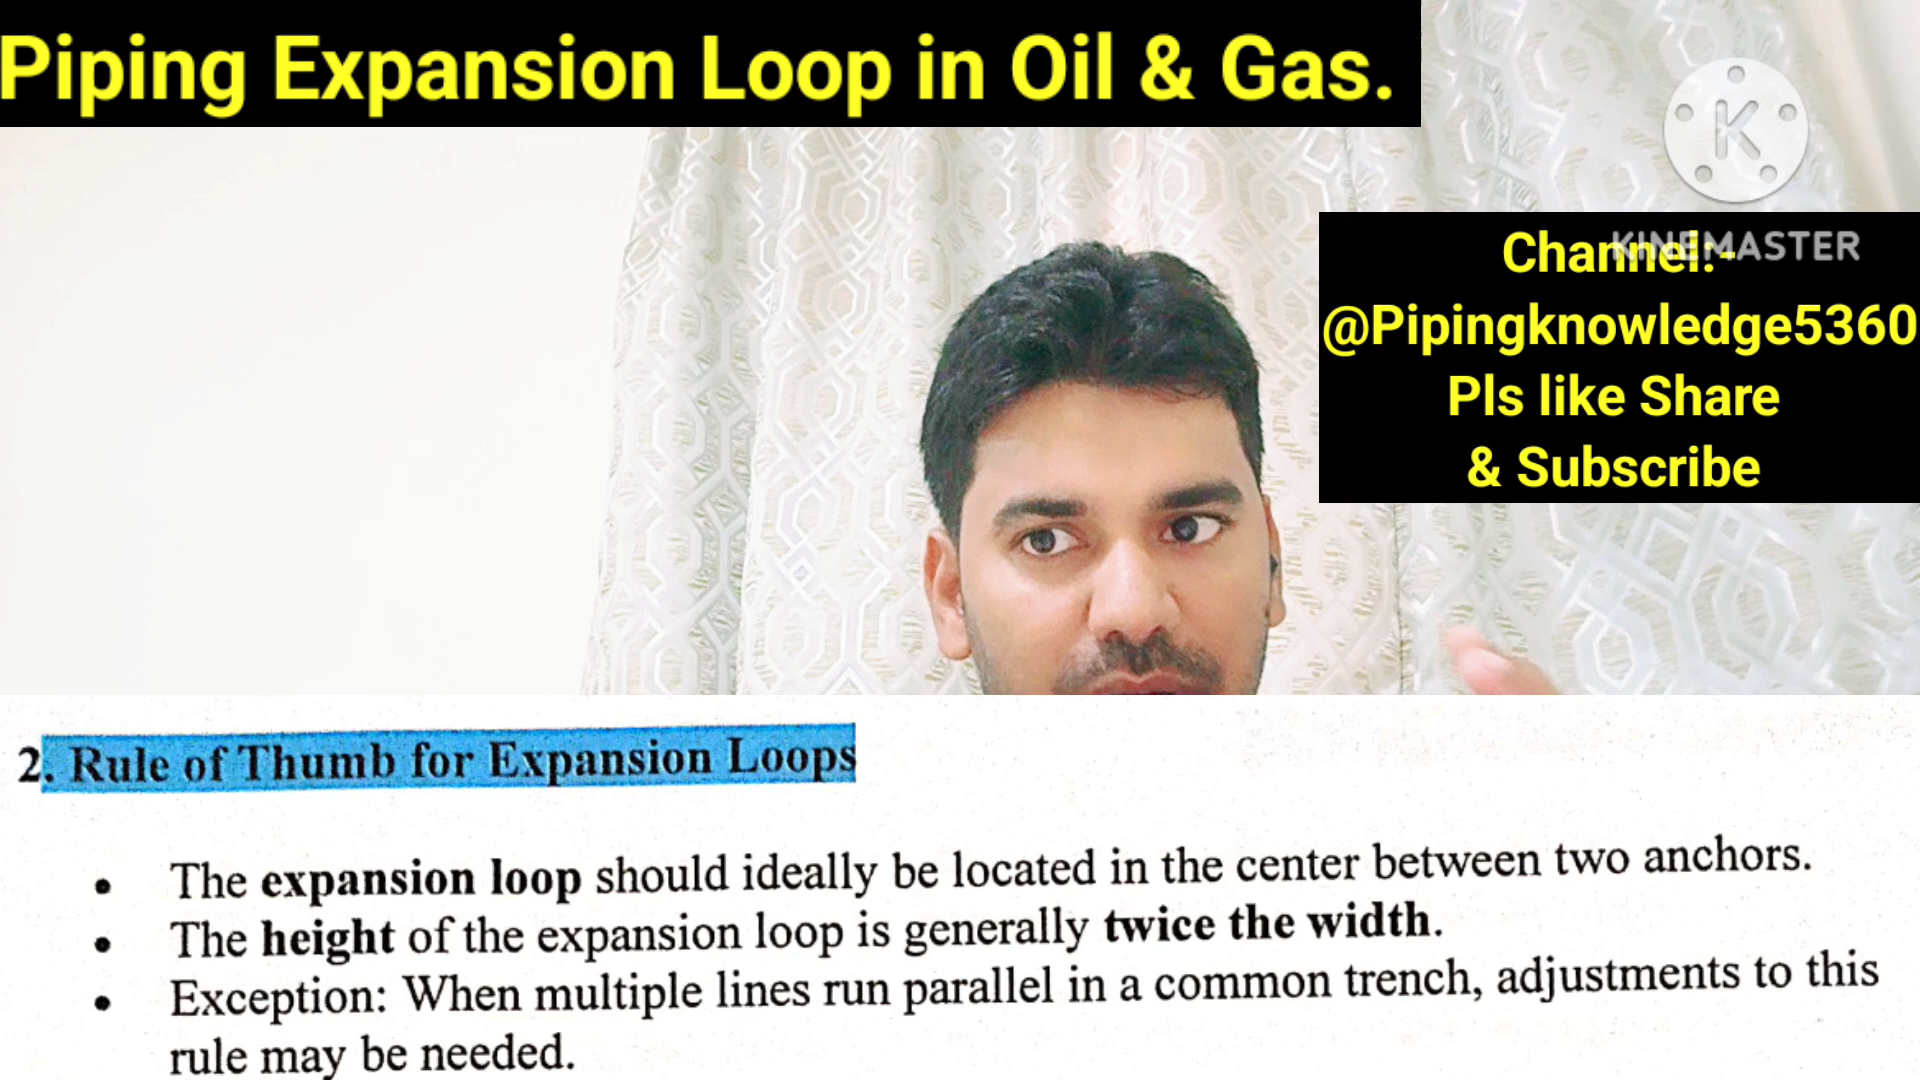 Piping Expansion Loop in Oil & Gas.
K
KINEMASTER
Channel:-
@Pipingknowledge5360
Pls like Share
& Subscribe
2. Rule of Thumb for Expansion Loops
• The expansion loop should ideally be located in the center between two anchors.
• The height of the expansion loop is generally twice the width.
• Exception: When multiple lines run parallel in a common trench, adjustments to this
rule may be needed.